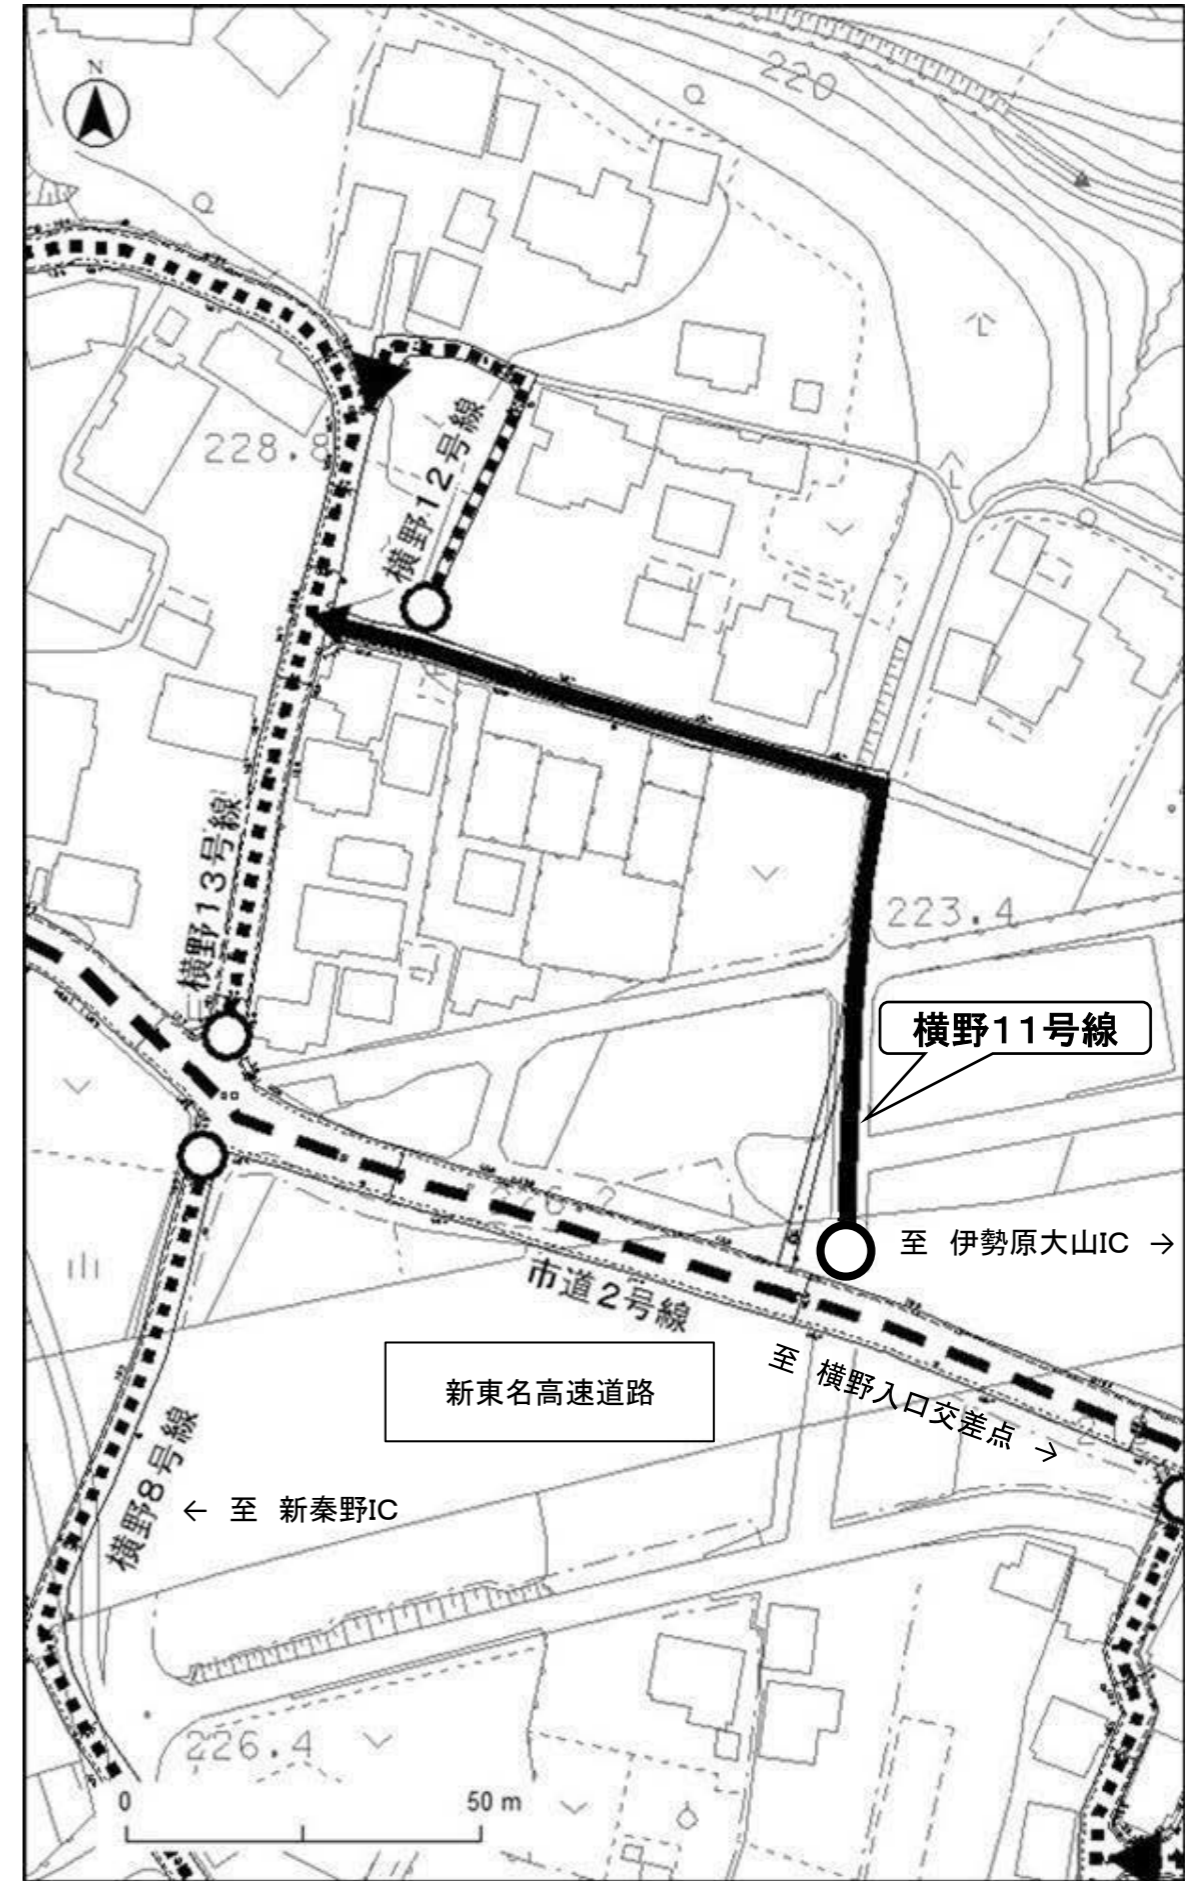 N
220
228.8
横野12号線
横野13号線
223.4
横野11号線
至 伊勢原大山IC →
市道2号線
至 横野入口交差点 →
新東名高速道路
横野8号線
← 至 新秦野IC
226.4
0
50 m